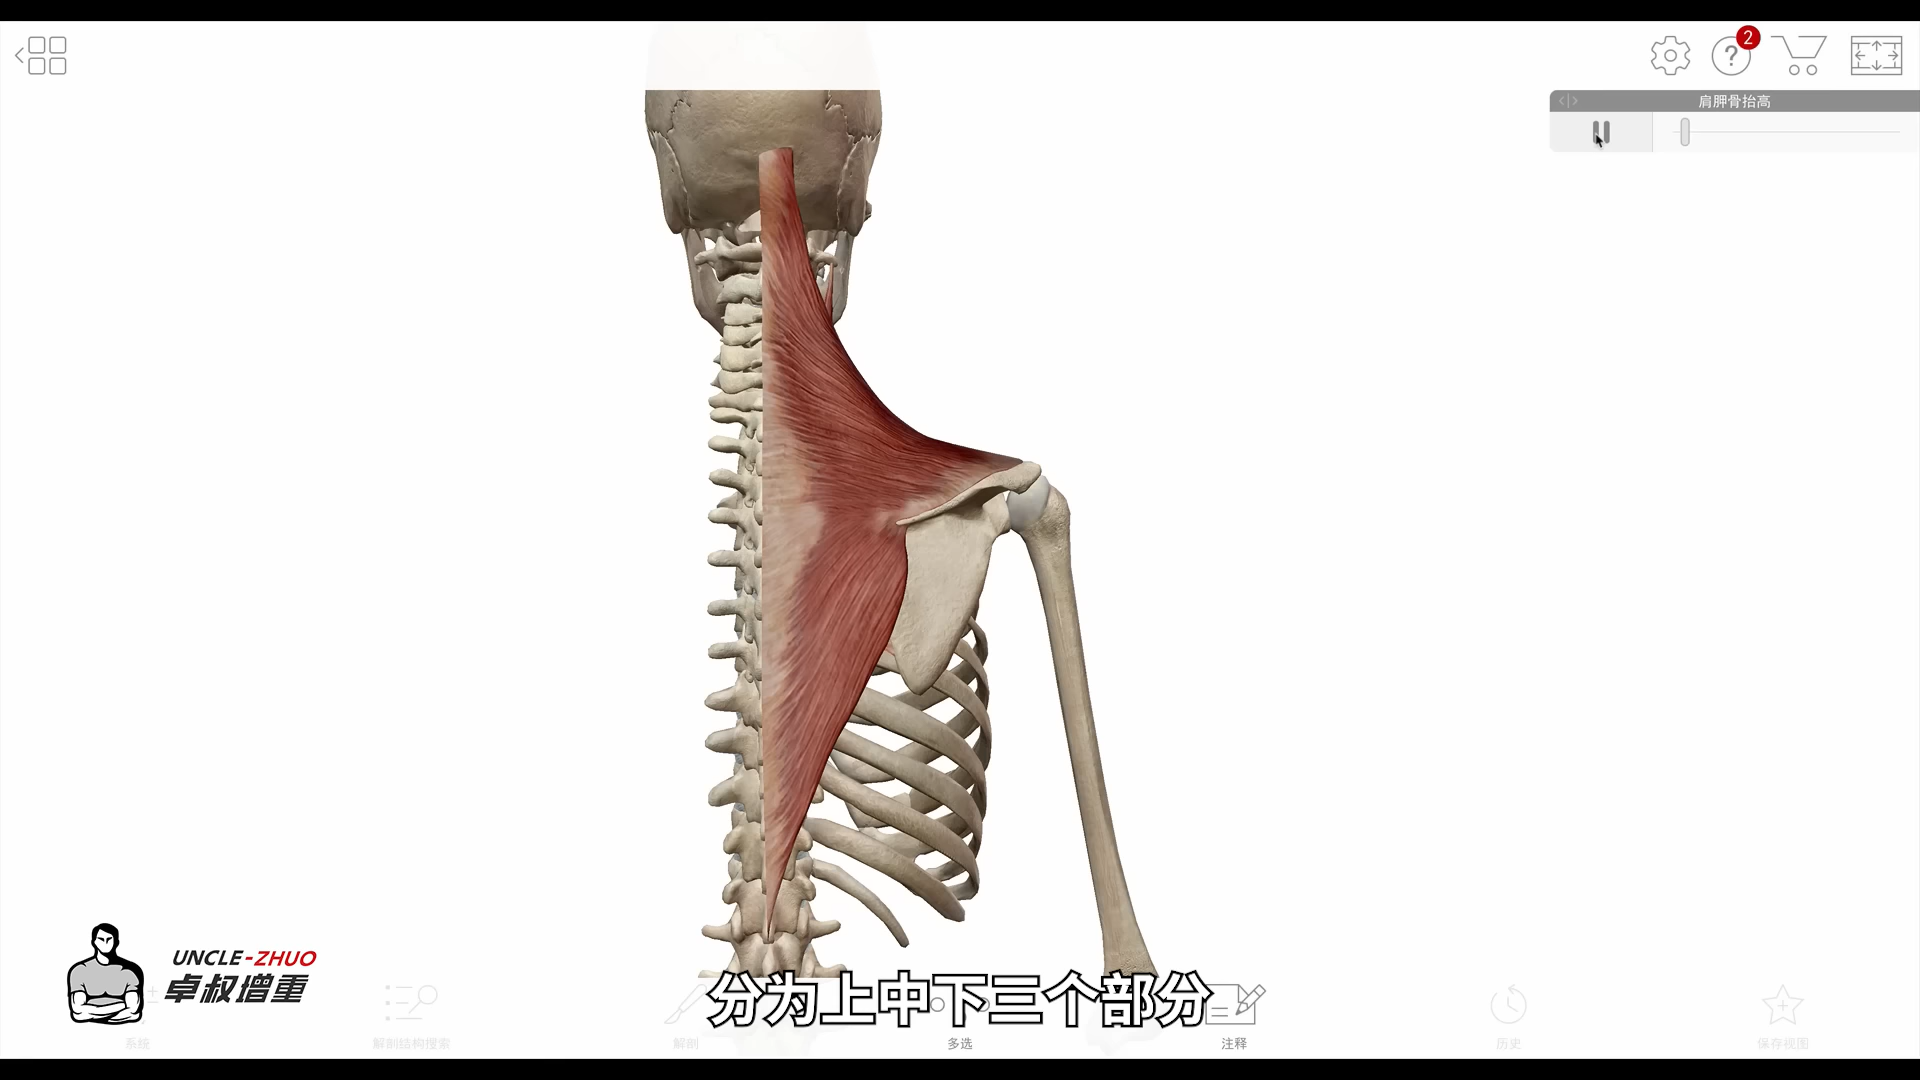 2
肩胛骨抬高
UNCLE-ZHUO
卓叔增重
分为上中下三个部分
系统
解剖结构搜索
解剖
多选
注释
历史
保存视图